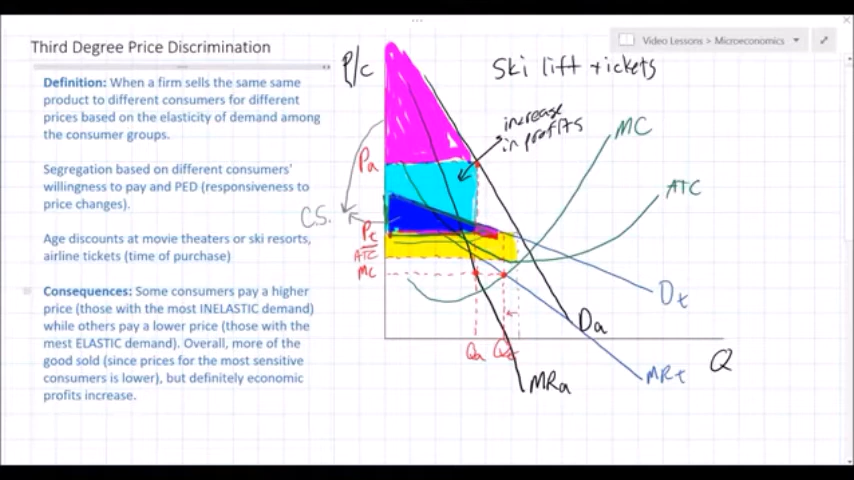 Third Degree Price Discrimination
Video Lessons > Microeconomics
Definition: When a firm sells the same same
product to different consumers for different
prices based on the elasticity of demand among
the consumer groups.
Segregation based on different consumers'
willingness to pay and PED (responsiveness to
price changes).
Age discounts at movie theaters or ski resorts,
airline tickets (time of purchase)
Consequences: Some consumers pay a higher
price (those with the most INELASTIC demand)
while others pay a lower price (those with the
mest ELASTIC demand). Overall, more of the
good sold (since prices for the most sensitive
consumers is lower), but definitely economic
profits increase.
P/c
Ski lift tickets
increase
in profits
MC
ATC
Pa
C.S.
Pt
ATC
MC
Dt
Da
Qa
Qt
Q
MRt
MRa